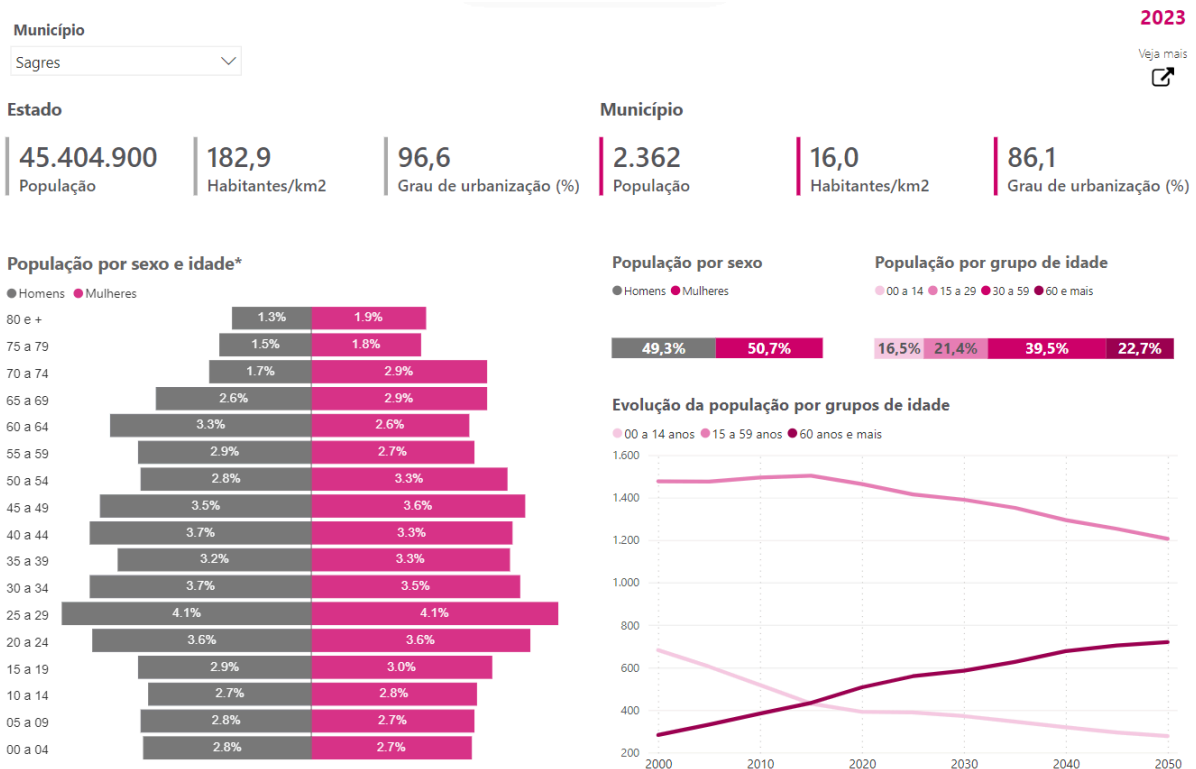 2023
Município
Sagres
Veja mais
Estado
Município
45.404.900
População
182,9
Habitantes/km2
96,6
Grau de urbanização (%)
2.362
População
16,0
Habitantes/km2
86,1
Grau de urbanização (%)
População por sexo e idade*
Homens Mulheres
80 e + 1.3% 1.9%
75 a 79 1.5% 1.8%
70 a 74 1.7% 2.9%
65 a 69 2.6% 2.9%
60 a 64 3.3% 2.6%
55 a 59 2.9% 2.7%
50 a 54 2.8% 3.3%
45 a 49 3.5% 3.6%
40 a 44 3.7% 3.3%
35 a 39 3.2% 3.3%
30 a 34 3.7% 3.5%
25 a 29 4.1% 4.1%
20 a 24 3.6% 3.6%
15 a 19 2.9% 3.0%
10 a 14 2.7% 2.8%
05 a 09 2.8% 2.7%
00 a 04 2.8% 2.7%
População por sexo
Homens Mulheres
49,3% 50,7%
População por grupo de idade
00 a 14 15 a 29 30 a 59 60 e mais
16,5% 21,4% 39,5% 22,7%
Evolução da população por grupos de idade
00 a 14 anos 15 a 59 anos 60 anos e mais
1.600
1.400
1.200
1.000
800
600
400
200
2000 2010 2020 2030 2040 2050